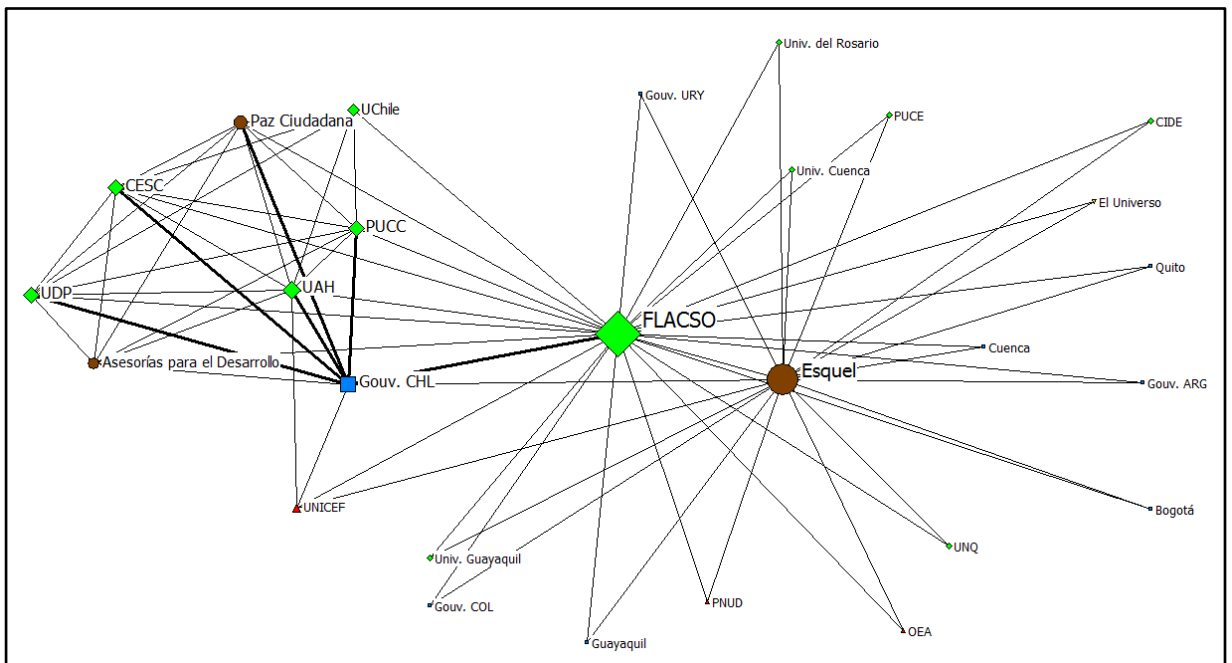 Univ. del Rosario
Gouv. URY
UChile
PUCE
Paz Ciudadana
CIDE
Univ. Cuenca
CESC
El Universo
PUCC
Quito
UAH
UDP
FLACSO
Cuenca
Asesorías para el Desarrollo
Esquel
Gouv. CHL
Gouv. ARG
UNICEF
Bogotá
UNQ
Univ. Guayaquil
PNUD
Gouv. COL
OEA
Guayaquil